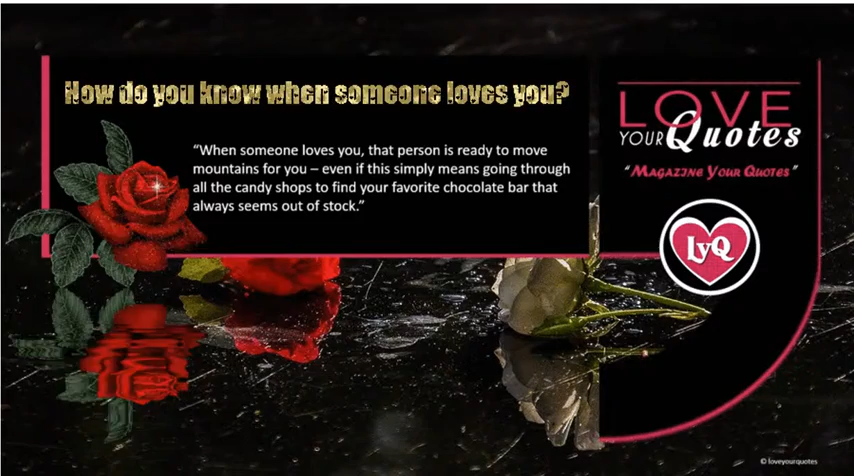 How do you know when someone loves you?
“When someone loves you, that person is ready to move
mountains for you – even if this simply means going through
all the candy shops to find your favorite chocolate bar that
always seems out of stock.”
LOVE
YOUR Quotes
“Magazine Your Quotes”
LyQ
© loveyourquotes